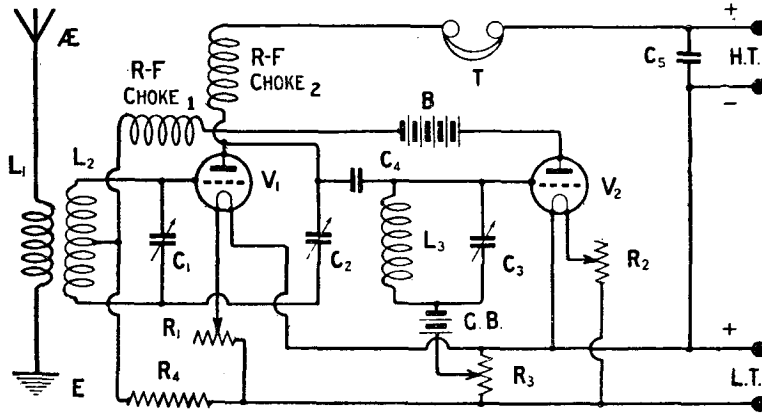 Æ
R-F
CHOKE 1
R-F
CHOKE 2
T
C5
+
H.T.
–
B
L1
L2
V1
C4
V2
C1
C2
L3
C3
R2
R1
G.B.
+
R4
R3
L.T.
E